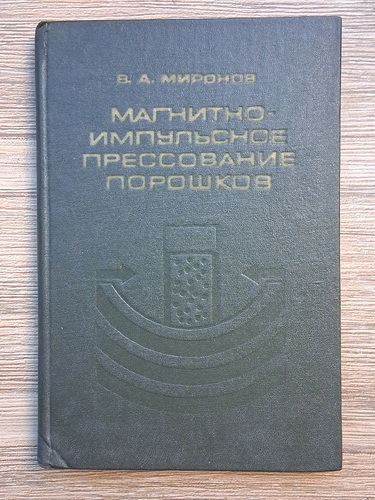 В. А. МИРОНОВ
МАГНИТНО-
ИМПУЛЬСНОЕ
ПРЕССОВАНИЕ
ПОРОШКОВ